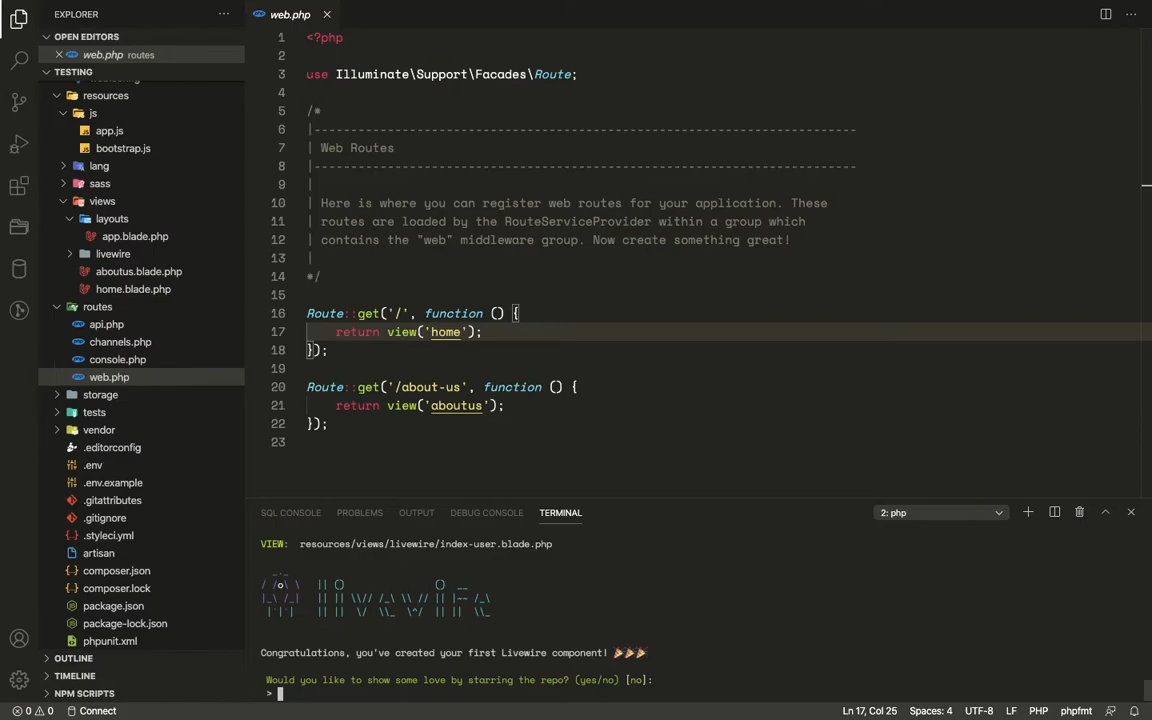 EXPLORER
OPEN EDITORS
web.php routes
TESTING
resources
js
app.js
bootstrap.js
lang
sass
views
layouts
app.blade.php
livewire
aboutus.blade.php
home.blade.php
routes
api.php
channels.php
console.php
web.php
storage
tests
vendor
.editorconfig
.env
.env.example
.gitattributes
.gitignore
.styleci.yml
artisan
composer.json
composer.lock
package.json
package-lock.json
phpunit.xml
OUTLINE
TIMELINE
NPM SCRIPTS
web.php
1 <?php
2
3 use Illuminate\Support\Facades\Route;
4
5 /*
6 |--------------------------------------------------------------------------
7 | Web Routes
8 |--------------------------------------------------------------------------
9 |
10 | Here is where you can register web routes for your application. These
11 | routes are loaded by the RouteServiceProvider within a group which
12 | contains the "web" middleware group. Now create something great!
13 |
14 */
15
16 Route::get('/', function () {
17 return view('home');
18 });
19
20 Route::get('/about-us', function () {
21 return view('aboutus');
22 });
23
SQL CONSOLE PROBLEMS OUTPUT DEBUG CONSOLE TERMINAL 2: php
VIEW: resources/views/livewire/index-user.blade.php
Congratulations, you've created your first Livewire component! 🎉🎉🎉
Would you like to show some love by starring the repo? (yes/no) [no]:
>
0 0 Connect Ln 17, Col 25 Spaces: 4 UTF-8 LF PHP phpfmt